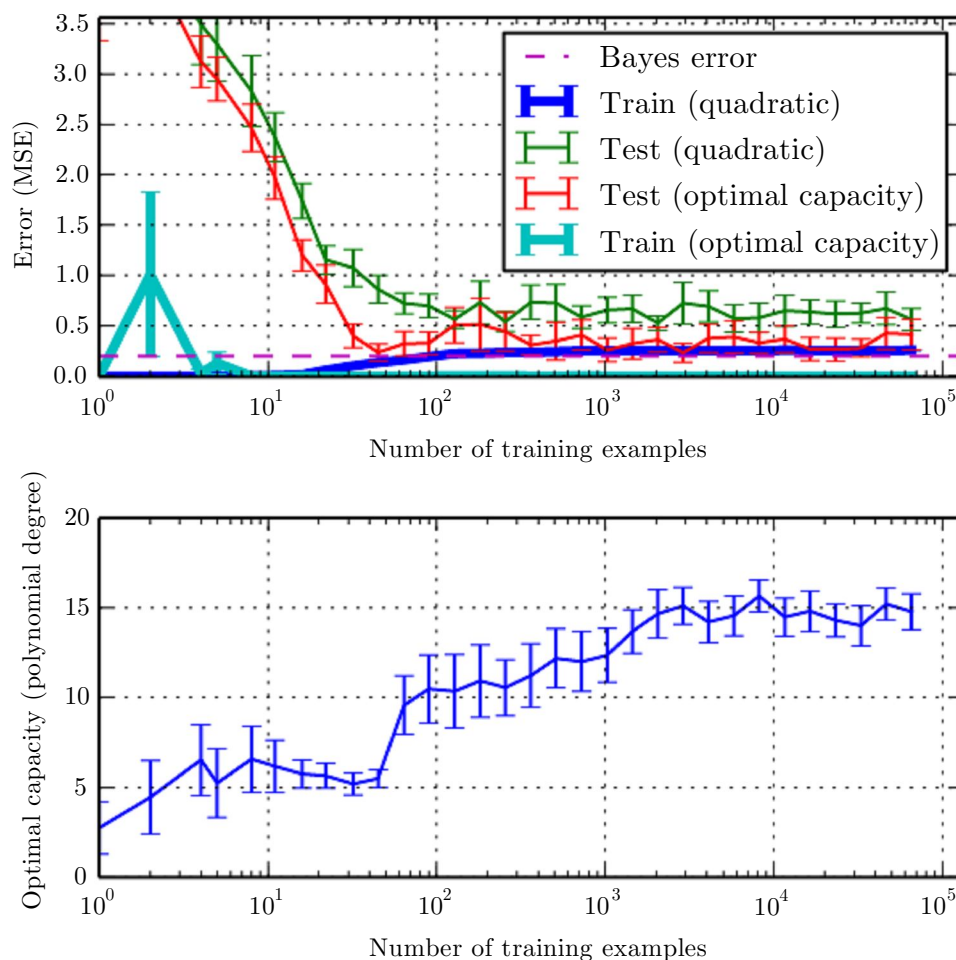 3.5
3.0
2.5
2.0
1.5
1.0
0.5
0.0
Error (MSE)
Bayes error
Train (quadratic)
Test (quadratic)
Test (optimal capacity)
Train (optimal capacity)
10^0 10^1 10^2 10^3 10^4 10^5
Number of training examples
20
15
10
5
0
Optimal capacity (polynomial degree)
10^0 10^1 10^2 10^3 10^4 10^5
Number of training examples